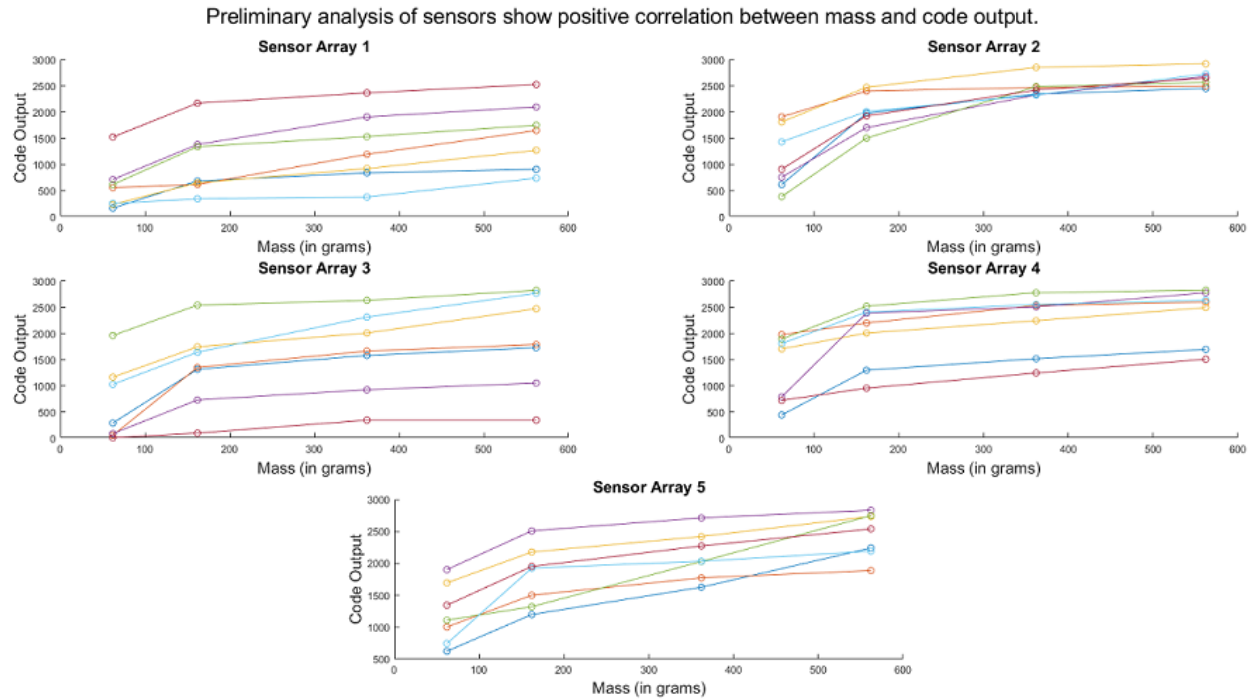 Preliminary analysis of sensors show positive correlation between mass and code output.
Sensor Array 1
3000
2500
2000
1500
1000
500
0
Code Output
0 100 200 300 400 500 600
Mass (in grams)
Sensor Array 2
3000
2500
2000
1500
1000
500
0
Code Output
0 100 200 300 400 500 600
Mass (in grams)
Sensor Array 3
3000
2500
2000
1500
1000
500
0
Code Output
0 100 200 300 400 500 600
Mass (in grams)
Sensor Array 4
3000
2500
2000
1500
1000
500
0
Code Output
0 100 200 300 400 500 600
Mass (in grams)
Sensor Array 5
3000
2500
2000
1500
1000
500
Code Output
0 100 200 300 400 500 600
Mass (in grams)